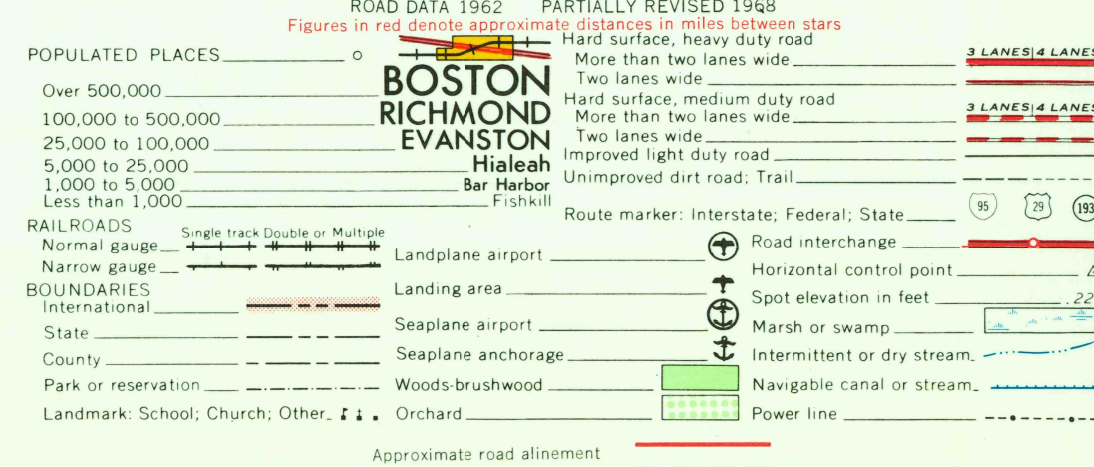 ROAD DATA 1962 PARTIALLY REVISED 1968
Figures in red denote approximate distances in miles between stars
POPULATED PLACES
Over 500,000 BOSTON
100,000 to 500,000 RICHMOND
25,000 to 100,000 EVANSTON
5,000 to 25,000 Hialeah
1,000 to 5,000 Bar Harbor
Less than 1,000 Fishkill
RAILROADS Single track Double or Multiple
Normal gauge
Narrow gauge
BOUNDARIES
International
State
County
Park or reservation
Landmark: School; Church; Other
Landplane airport
Landing area
Seaplane airport
Seaplane anchorage
Woods-brushwood
Orchard
Hard surface, heavy duty road
More than two lanes wide 3 LANES|4 LANES
Two lanes wide
Hard surface, medium duty road
More than two lanes wide 3 LANES|4 LANES
Two lanes wide
Improved light duty road
Unimproved dirt road; Trail
Route marker: Interstate; Federal; State 95 29 193
Road interchange
Horizontal control point
Spot elevation in feet .22
Marsh or swamp
Intermittent or dry stream
Navigable canal or stream
Power line
Approximate road alinement